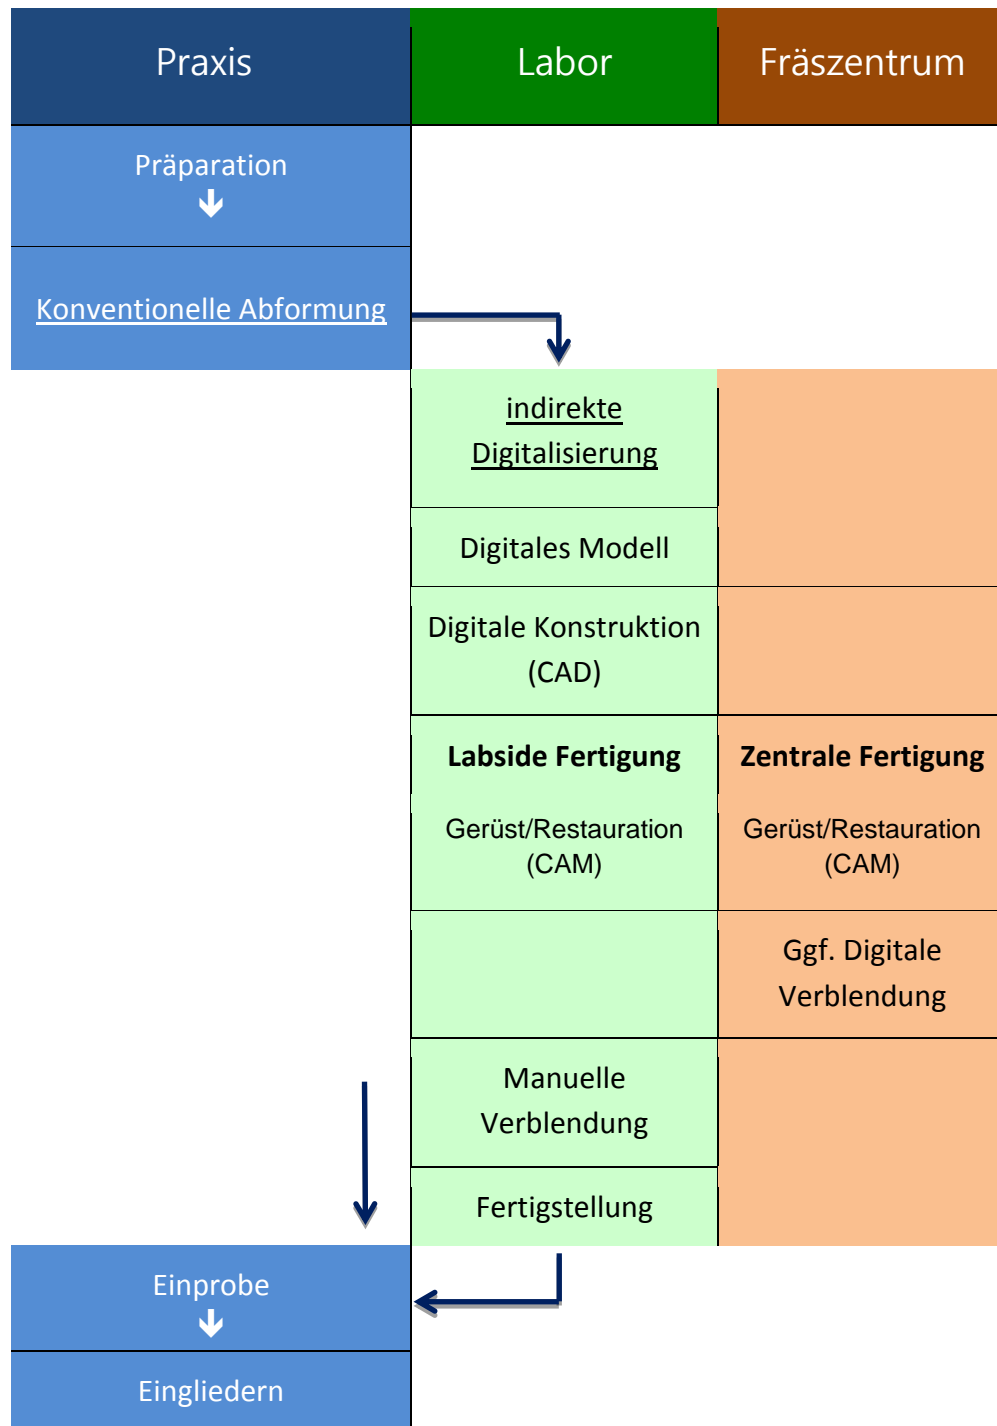 Praxis
Labor
Fräszentrum
Präparation
Konventionelle Abformung
indirekte
Digitalisierung
Digitales Modell
Digitale Konstruktion
(CAD)
Labside Fertigung
Zentrale Fertigung
Gerüst/Restauration
(CAM)
Gerüst/Restauration
(CAM)
Ggf. Digitale
Verblendung
Manuelle
Verblendung
Fertigstellung
Einprobe
Eingliedern